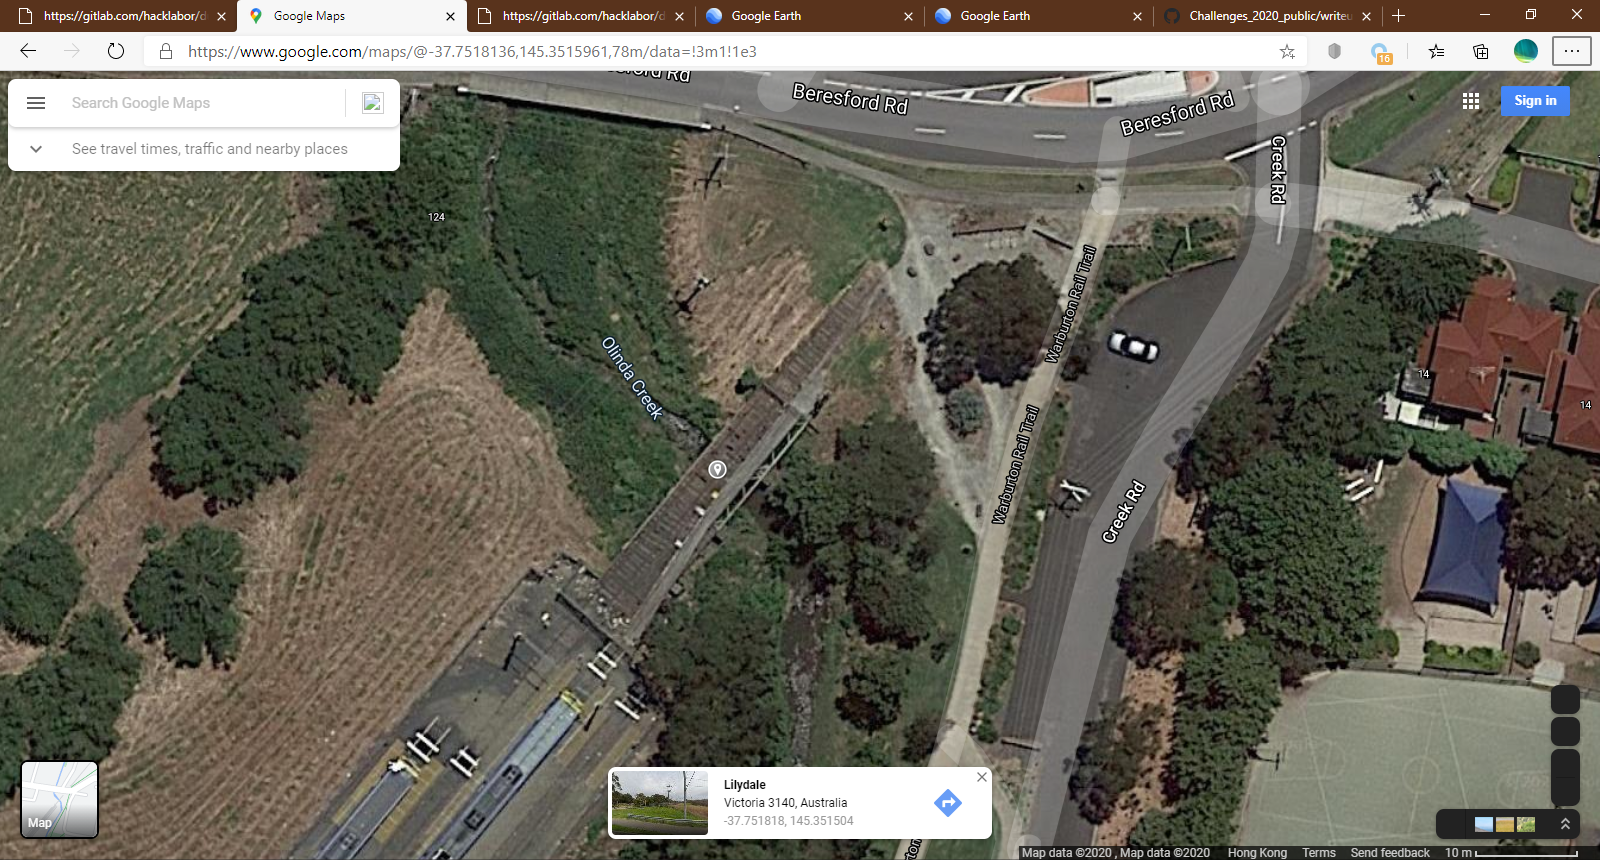 https://gitlab.com/hacklabor/d
Google Maps
https://gitlab.com/hacklabor/d
Google Earth
Google Earth
Challenges_2020_public/writeu
https://www.google.com/maps/@-37.7518136,145.3515961,78m/data=!3m1!1e3
16
Search Google Maps
See travel times, traffic and nearby places
Sign in
Beresford Rd
Beresford Rd
Creek Rd
124
Warburton Rail Trail
Olinda Creek
14
14
Warburton Rail Trail
Creek Rd
Lilydale
Victoria 3140, Australia
-37.751818, 145.351504
Map
Map data ©2020 , Map data ©2020 Hong Kong Terms Send feedback 10 m